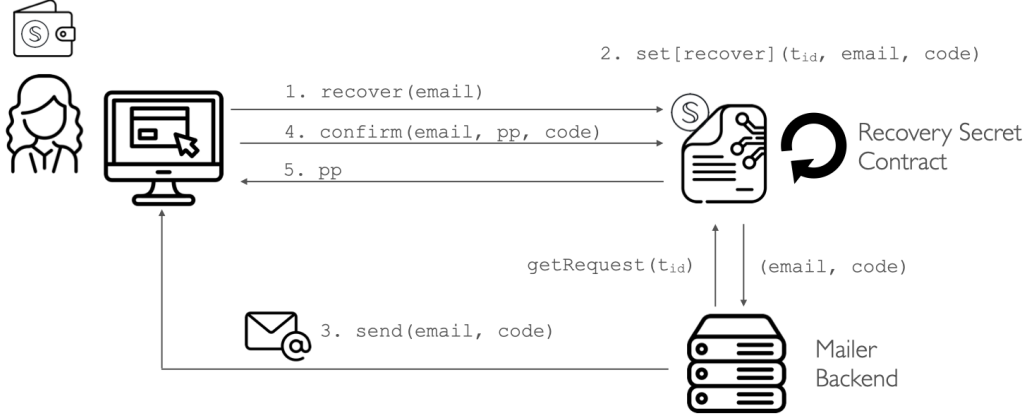 2. set[recover](tid, email, code)
1. recover(email)
4. confirm(email, pp, code)
5. pp
Recovery Secret
Contract
getRequest(tid)
(email, code)
3. send(email, code)
Mailer
Backend